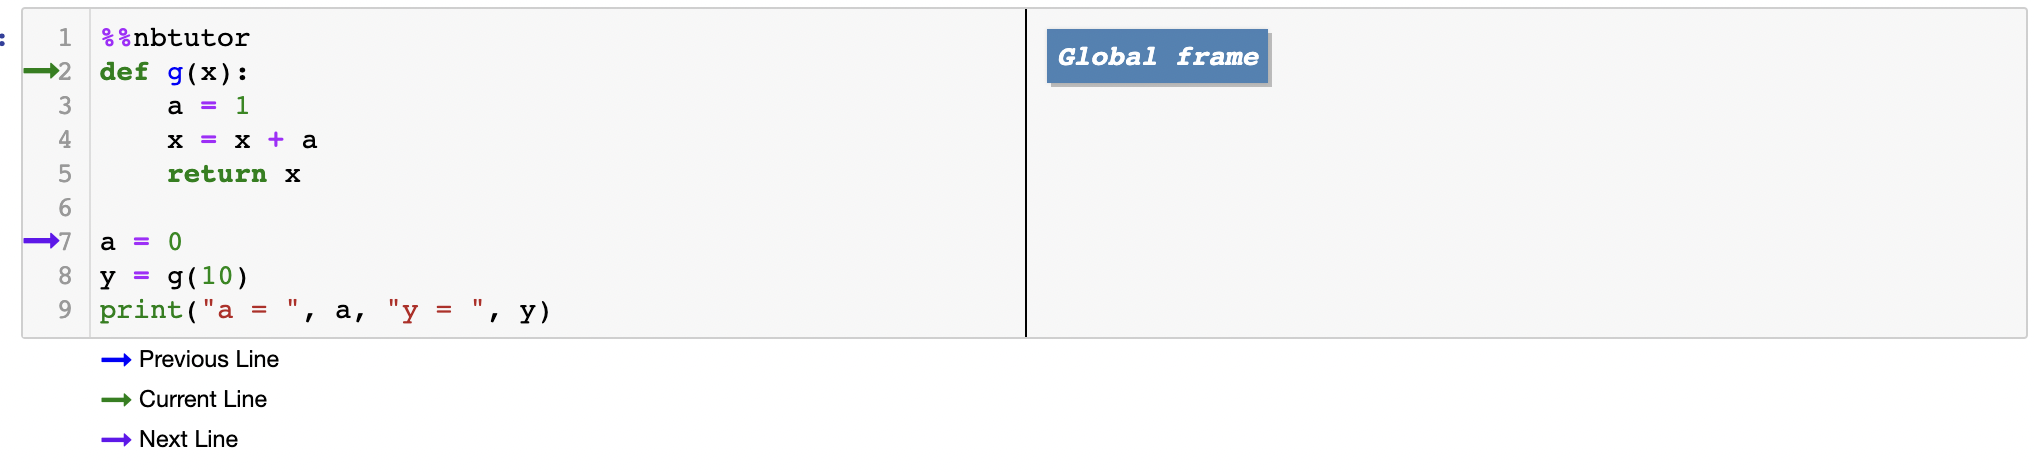 :
1 %%nbtutor
2 def g(x):
3     a = 1
4     x = x + a
5     return x
6
7 a = 0
8 y = g(10)
9 print("a = ", a, "y = ", y)
Global frame
Previous Line
Current Line
Next Line